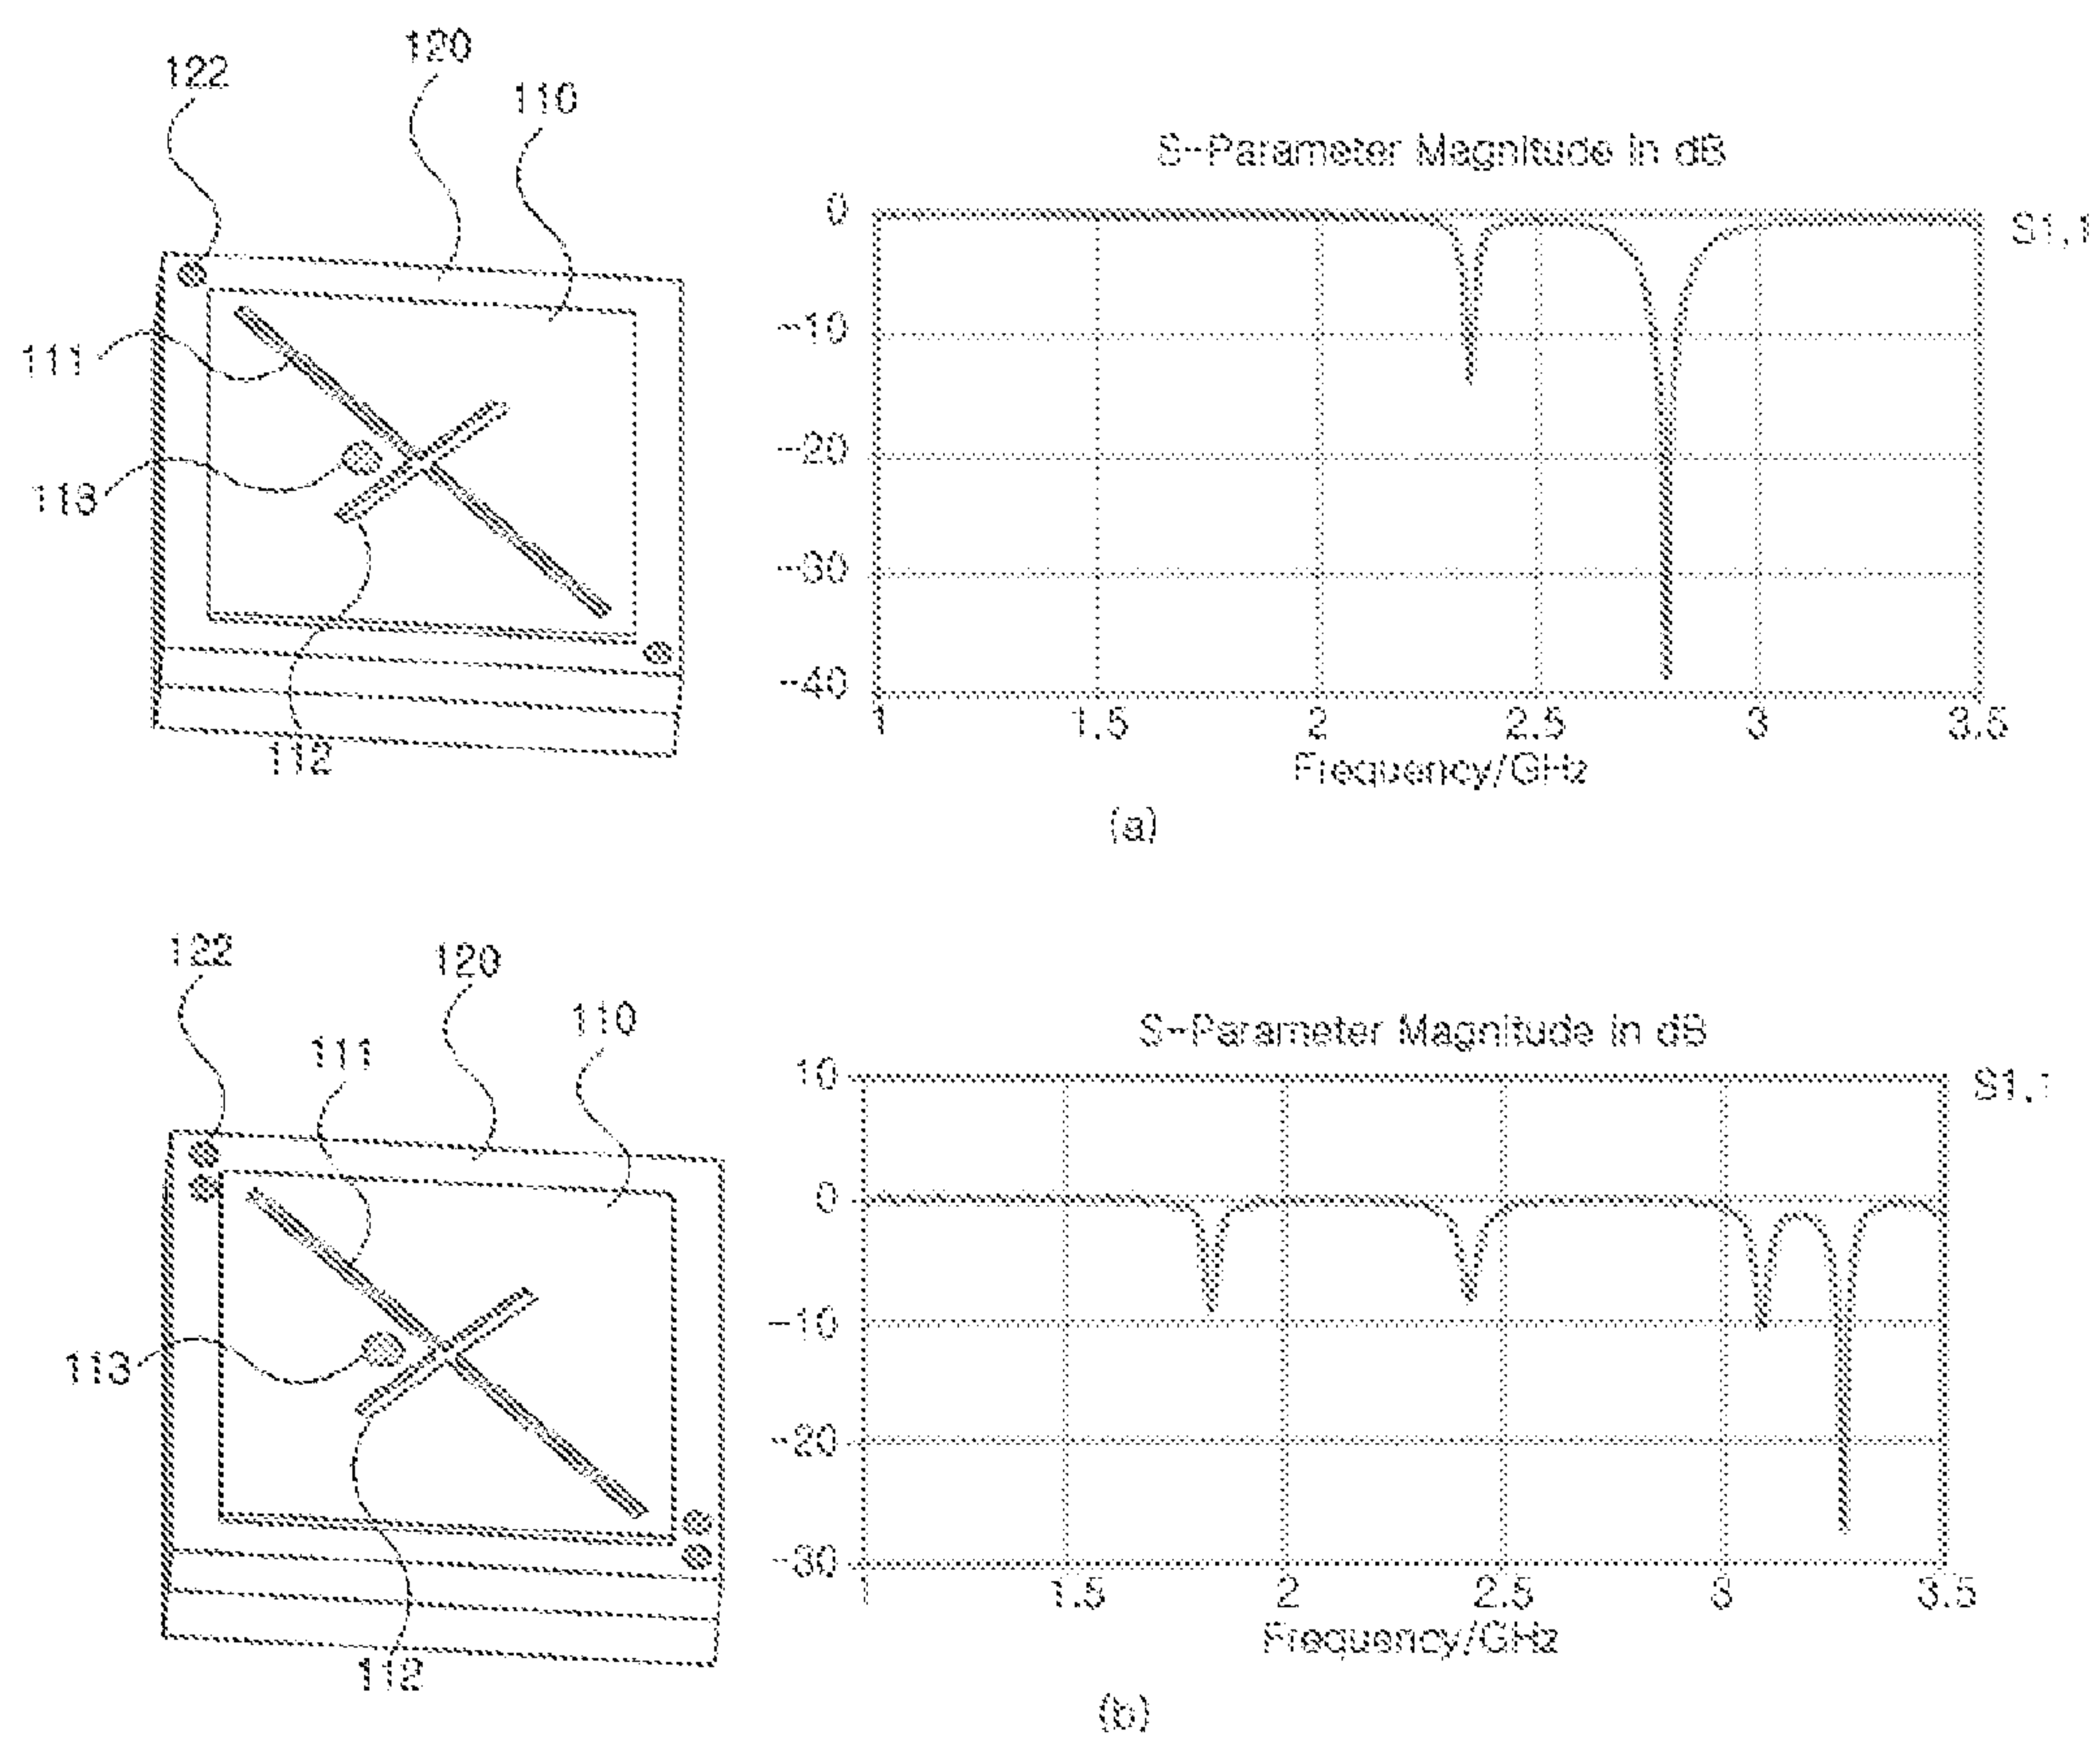 122
120
110
111
113
112
S-Parameter Magnitude in dB
S1,1
0
-10
-20
-30
-40
1 1.5 2 2.5 3 3.5
Frequency/GHz
(a)
122
120
110
111
113
112
S-Parameter Magnitude in dB
S1,1
10
0
-10
-20
-30
1 1.5 2 2.5 3 3.5
Frequency/GHz
(b)